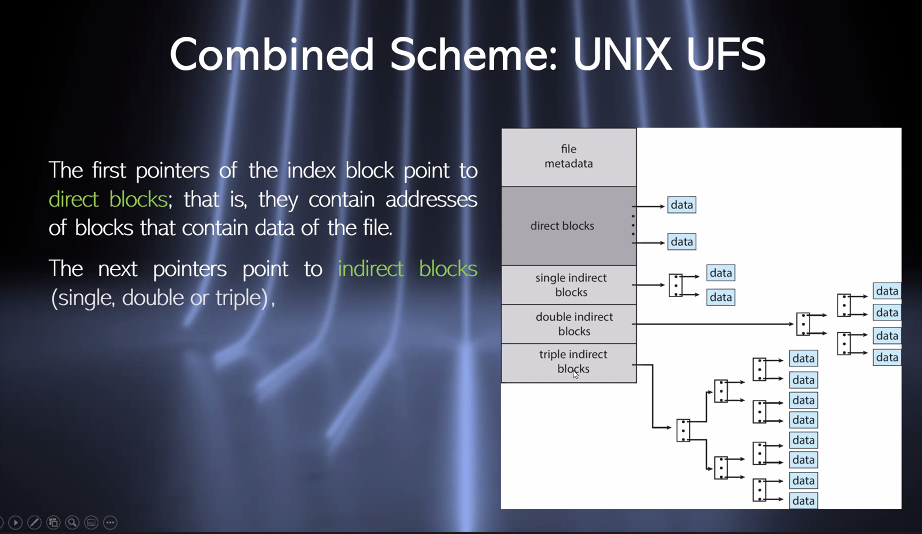 Combined Scheme: UNIX UFS
The first pointers of the index block point to
direct blocks; that is, they contain addresses
of blocks that contain data of the file.
The next pointers point to indirect blocks
(single, double or triple),
file
metadata
direct blocks
data
data
single indirect
blocks
data
data
double indirect
blocks
data
data
data
data
triple indirect
blocks
data
data
data
data
data
data
data
data